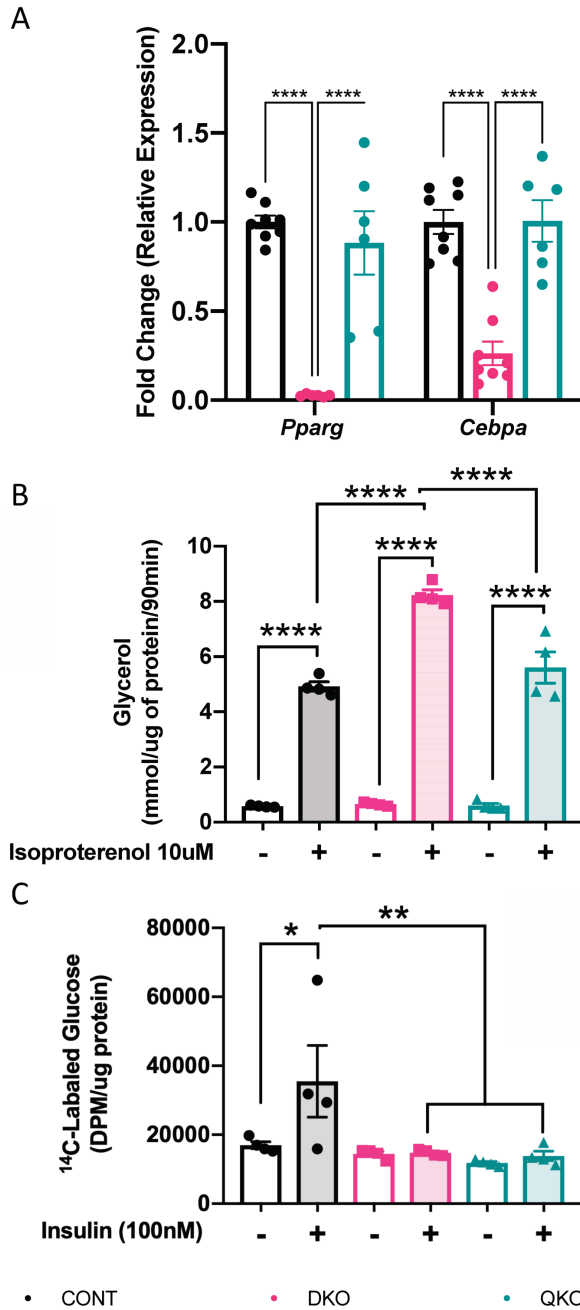 A
Fold Change (Relative Expression)
2.0
1.5
1.0
0.5
0.0
**** **** **** ****
Pparg Cebpa
B
Glycerol
(mmol/ug of protein/90min)
10
8
6
4
2
0
**** ****
**** **** ****
Isoproterenol 10uM - + - + - +
C
¹⁴C-Labaled Glucose
(DPM/ug protein)
80000
60000
40000
20000
0
* **
Insulin (100nM) - + - + - +
CONT DKO QKO